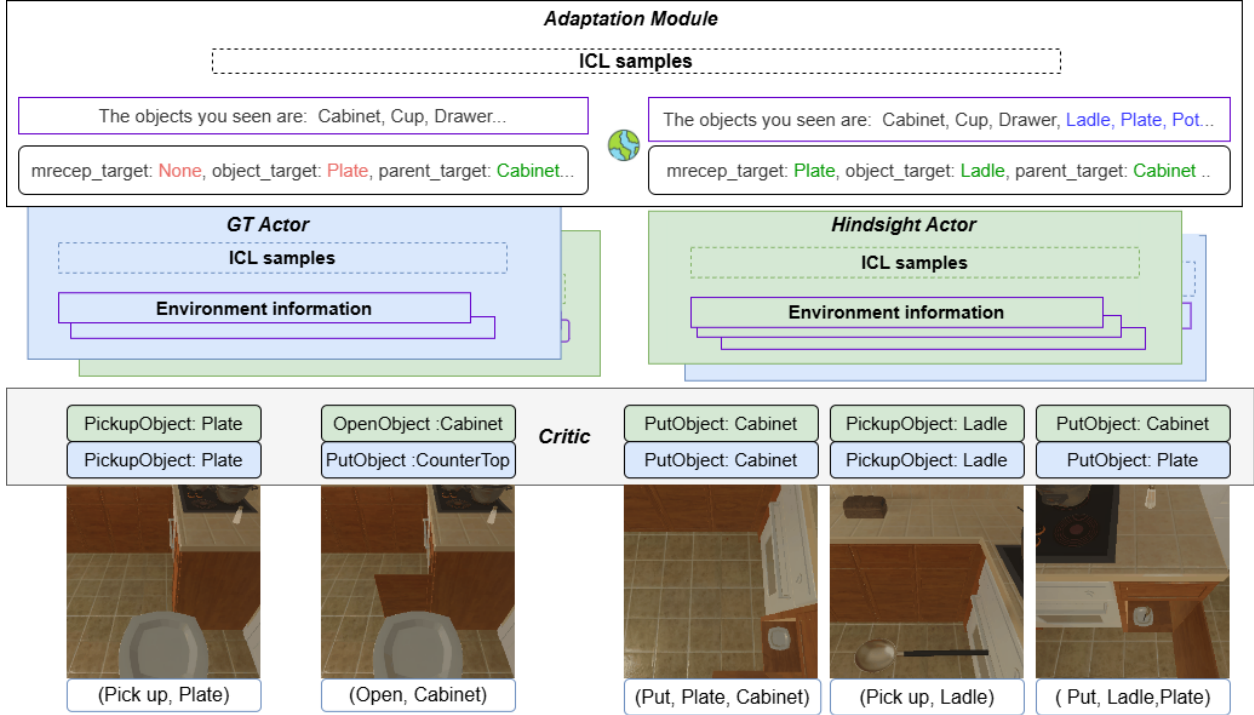 Adaptation Module
ICL samples
The objects you seen are: Cabinet, Cup, Drawer...
mrecep_target: None, object_target: Plate, parent_target: Cabinet...
The objects you seen are: Cabinet, Cup, Drawer, Ladle, Plate, Pot...
mrecep_target: Plate, object_target: Ladle, parent_target: Cabinet ..
GT Actor
ICL samples
Environment information
Hindsight Actor
ICL samples
Environment information
PickupObject: Plate
PickupObject: Plate
OpenObject :Cabinet
PutObject :CounterTop
Critic
PutObject: Cabinet
PutObject: Cabinet
PickupObject: Ladle
PickupObject: Ladle
PutObject: Cabinet
PutObject: Plate
(Pick up, Plate)
(Open, Cabinet)
(Put, Plate, Cabinet)
(Pick up, Ladle)
( Put, Ladle,Plate)